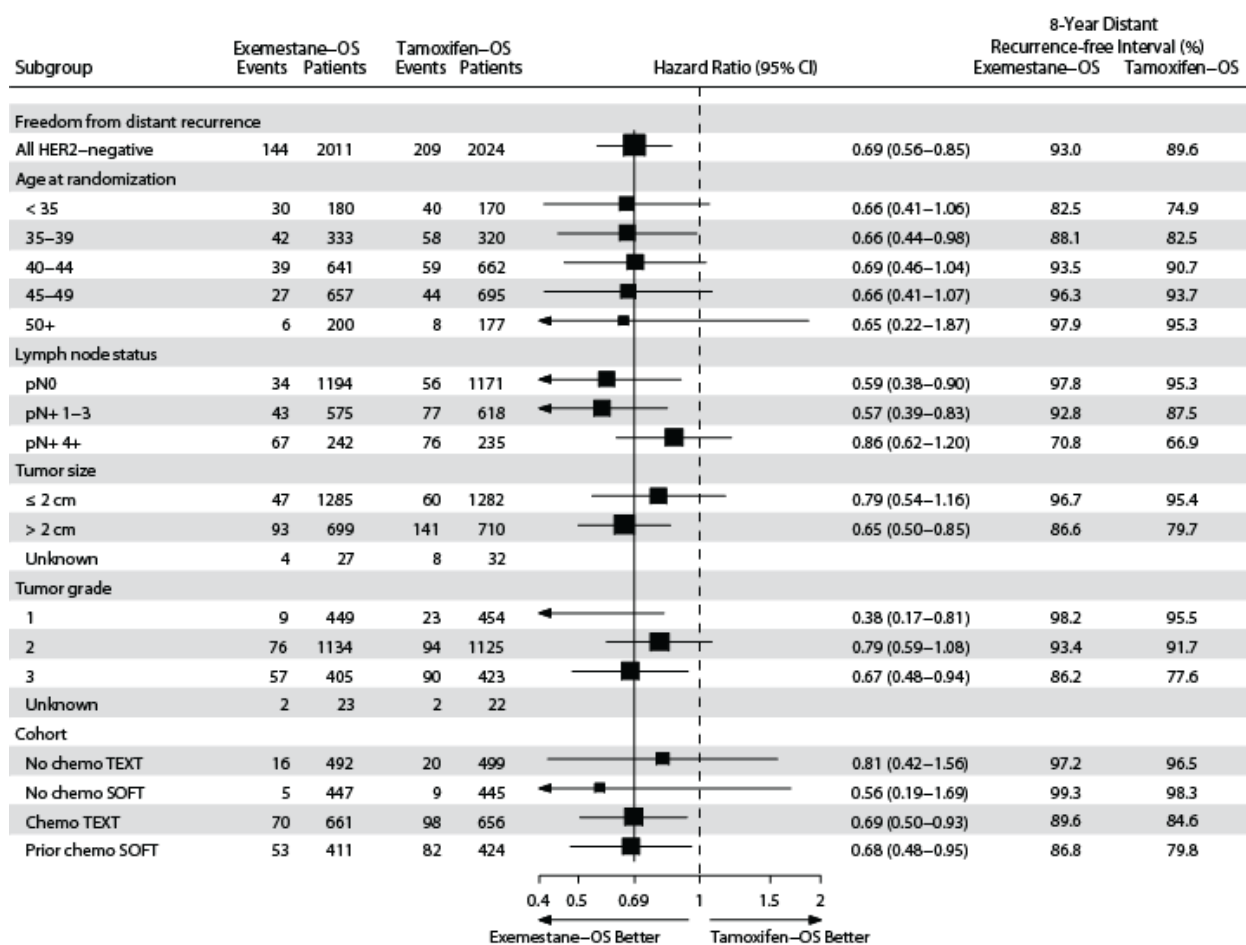 8-Year Distant
Exemestane–OS Tamoxifen–OS Recurrence-free Interval (%)
Subgroup Events Patients Events Patients Hazard Ratio (95% CI) Exemestane–OS Tamoxifen–OS
Freedom from distant recurrence
All HER2–negative 144 2011 209 2024 0.69 (0.56–0.85) 93.0 89.6
Age at randomization
< 35 30 180 40 170 0.66 (0.41–1.06) 82.5 74.9
35–39 42 333 58 320 0.66 (0.44–0.98) 88.1 82.5
40–44 39 641 59 662 0.69 (0.46–1.04) 93.5 90.7
45–49 27 657 44 695 0.66 (0.41–1.07) 96.3 93.7
50+ 6 200 8 177 0.65 (0.22–1.87) 97.9 95.3
Lymph node status
pN0 34 1194 56 1171 0.59 (0.38–0.90) 97.8 95.3
pN+ 1–3 43 575 77 618 0.57 (0.39–0.83) 92.8 87.5
pN+ 4+ 67 242 76 235 0.86 (0.62–1.20) 70.8 66.9
Tumor size
≤ 2 cm 47 1285 60 1282 0.79 (0.54–1.16) 96.7 95.4
> 2 cm 93 699 141 710 0.65 (0.50–0.85) 86.6 79.7
Unknown 4 27 8 32
Tumor grade
1 9 449 23 454 0.38 (0.17–0.81) 98.2 95.5
2 76 1134 94 1125 0.79 (0.59–1.08) 93.4 91.7
3 57 405 90 423 0.67 (0.48–0.94) 86.2 77.6
Unknown 2 23 2 22
Cohort
No chemo TEXT 16 492 20 499 0.81 (0.42–1.56) 97.2 96.5
No chemo SOFT 5 447 9 445 0.56 (0.19–1.69) 99.3 98.3
Chemo TEXT 70 661 98 656 0.69 (0.50–0.93) 89.6 84.6
Prior chemo SOFT 53 411 82 424 0.68 (0.48–0.95) 86.8 79.8
0.4 0.5 0.69 1 1.5 2
Exemestane–OS Better Tamoxifen–OS Better